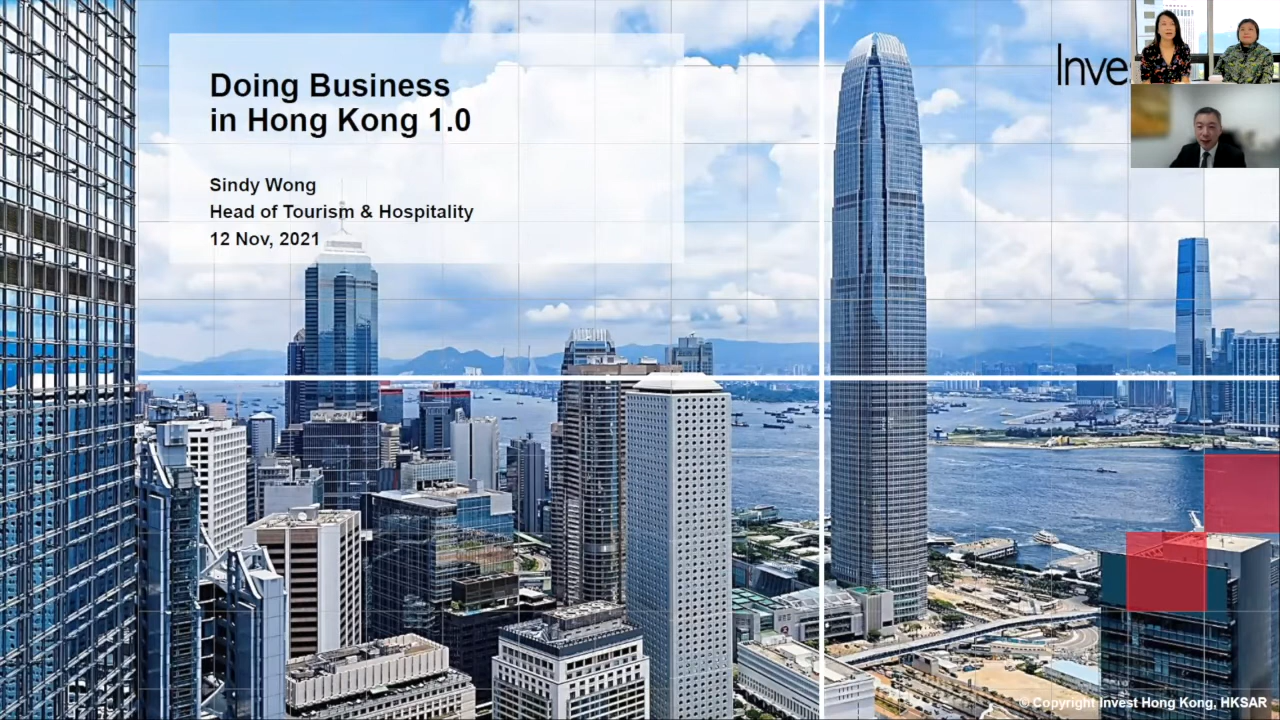 Doing Business
in Hong Kong 1.0
Sindy Wong
Head of Tourism & Hospitality
12 Nov, 2021
Inve
© Copyright Invest Hong Kong, HKSAR